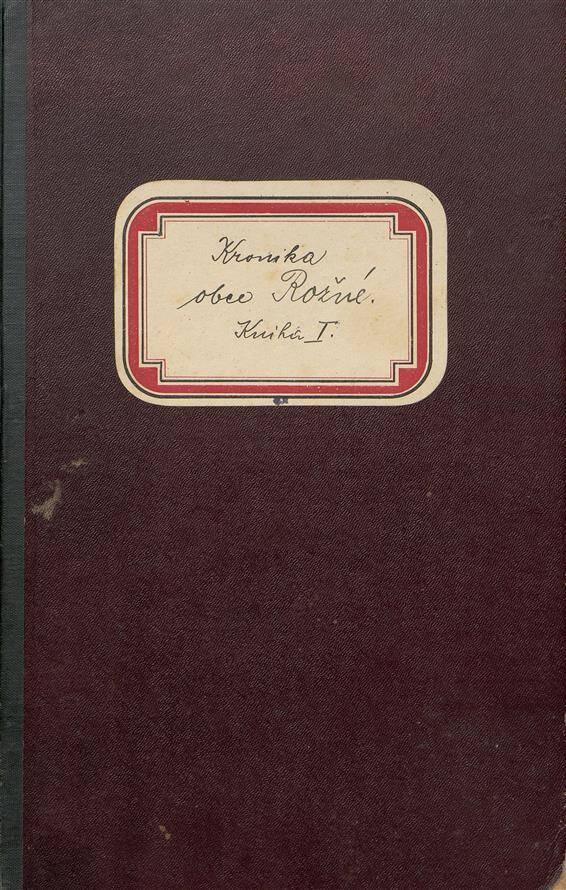 Kronika
obce Rožné.
Kniha I.